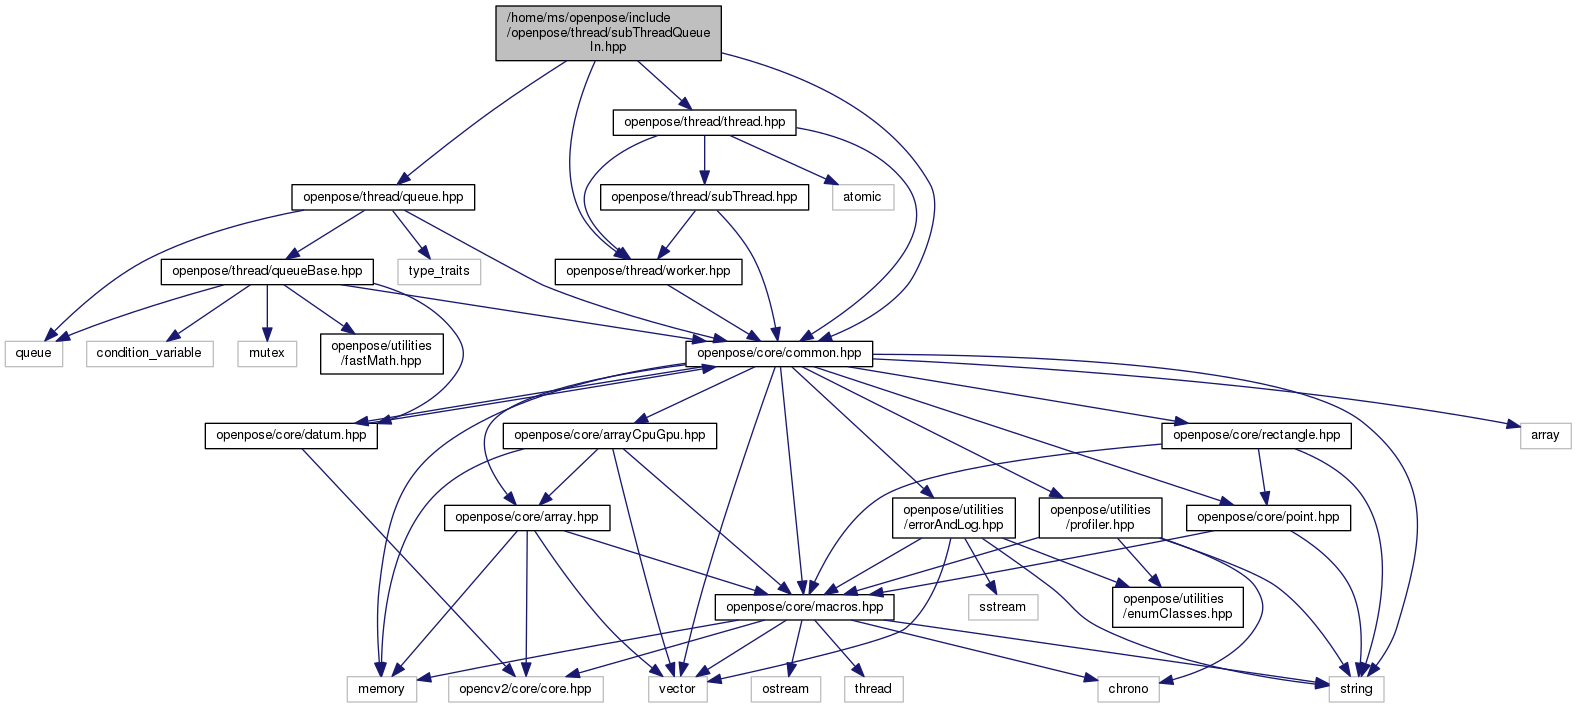 /home/ms/openpose/include
/openpose/thread/subThreadQueue
In.hpp
openpose/thread/thread.hpp
openpose/thread/queue.hpp
openpose/thread/subThread.hpp
atomic
openpose/thread/queueBase.hpp
type_traits
openpose/thread/worker.hpp
queue
condition_variable
mutex
openpose/utilities
/fastMath.hpp
openpose/core/common.hpp
openpose/core/datum.hpp
openpose/core/arrayCpuGpu.hpp
openpose/core/rectangle.hpp
array
openpose/core/array.hpp
openpose/utilities
/errorAndLog.hpp
openpose/utilities
/profiler.hpp
openpose/core/point.hpp
openpose/core/macros.hpp
sstream
openpose/utilities
/enumClasses.hpp
memory
opencv2/core/core.hpp
vector
ostream
thread
chrono
string